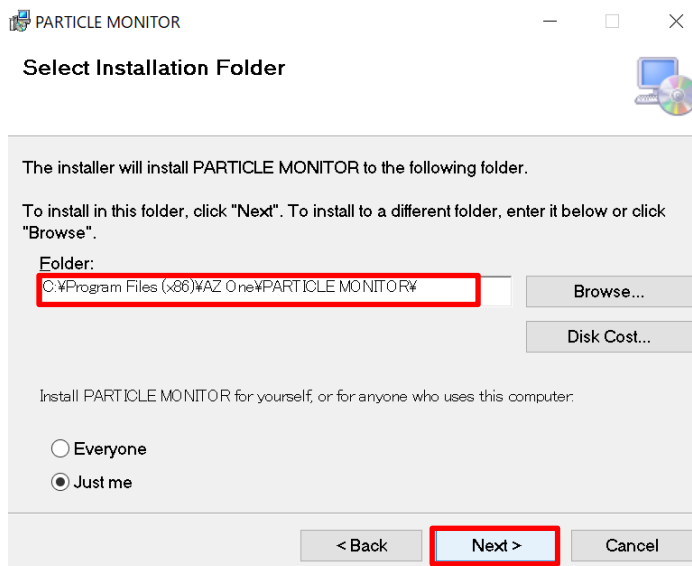 PARTICLE MONITOR
Select Installation Folder
The installer will install PARTICLE MONITOR to the following folder.
To install in this folder, click "Next". To install to a different folder, enter it below or click
"Browse".
Folder:
C:¥Program Files (x86)¥AZ One¥PARTICLE MONITOR¥
Browse...
Disk Cost...
Install PARTICLE MONITOR for yourself, or for anyone who uses this computer:
Everyone
Just me
< Back
Next >
Cancel